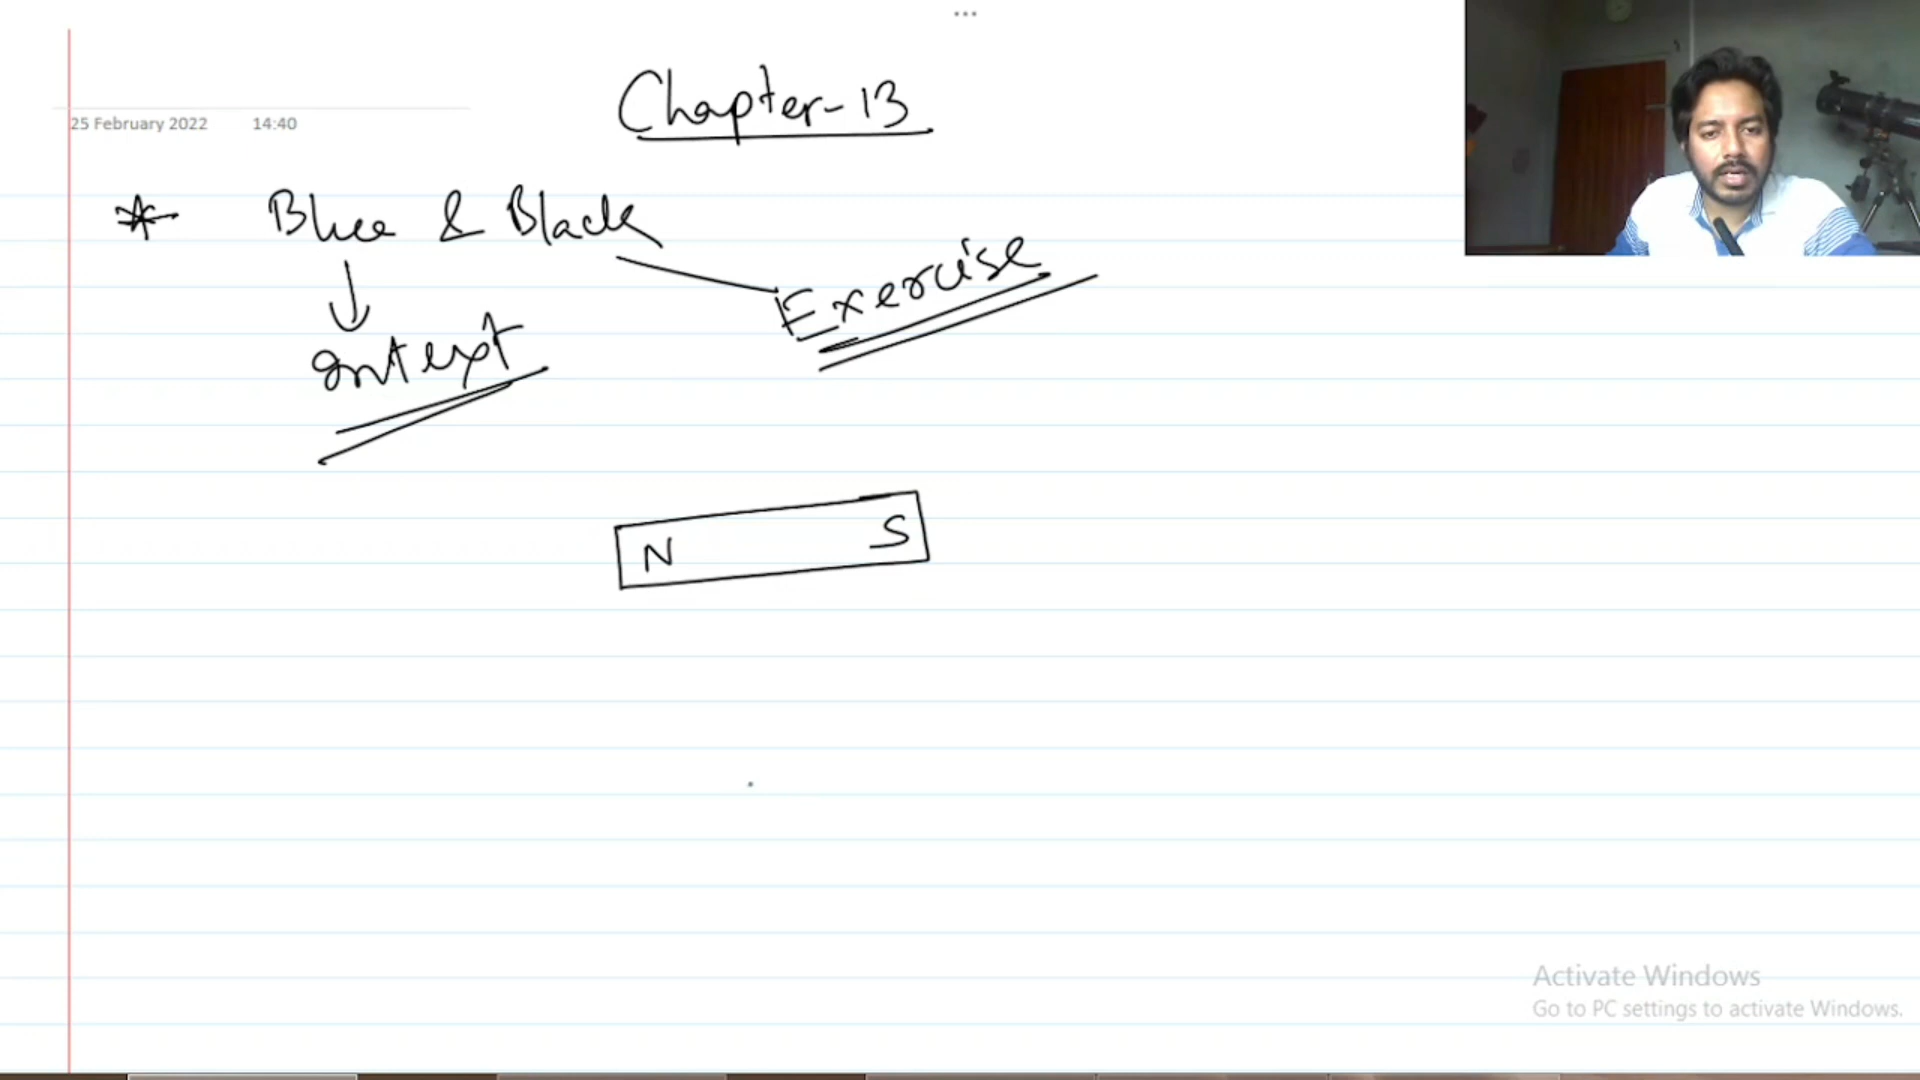 Chapter-13
25 February 2022 14:40
Blue & Black
Exercise
Intext
N S
Activate Windows
Go to PC settings to activate Windows.